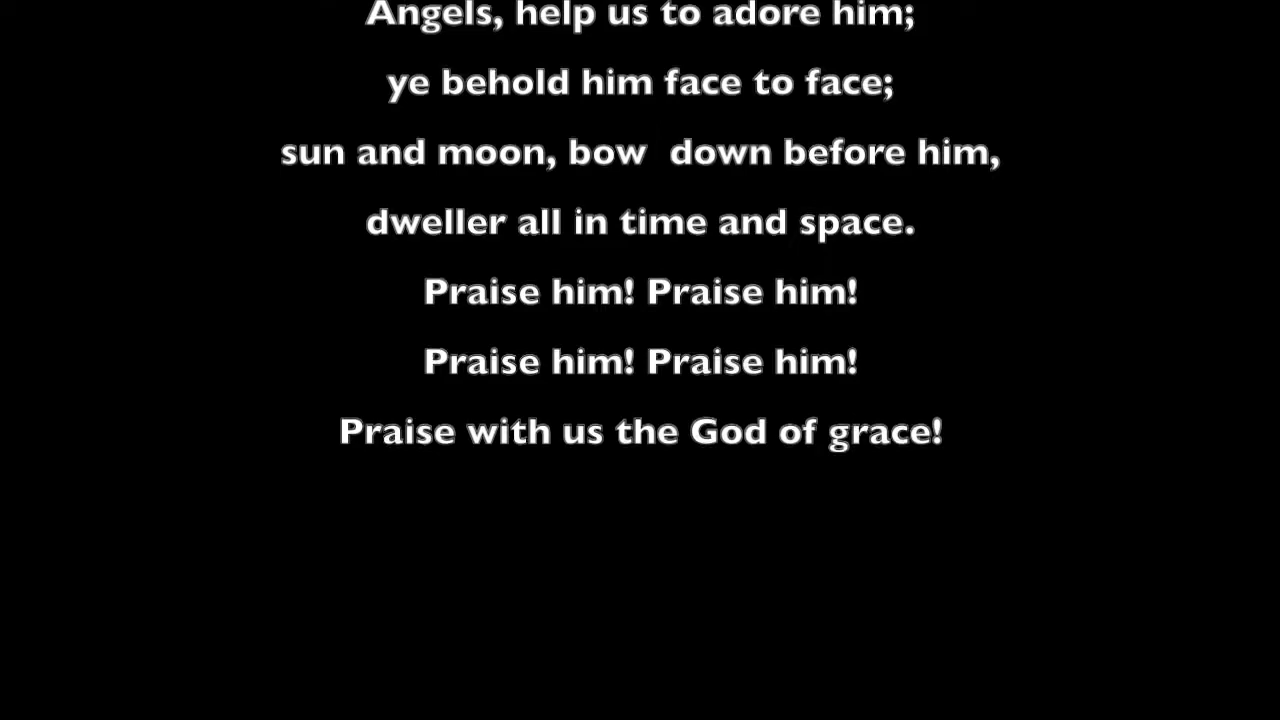 Angels, help us to adore him;
ye behold him face to face;
sun and moon, bow  down before him,
dweller all in time and space.
Praise him! Praise him!
Praise him! Praise him!
Praise with us the God of grace!